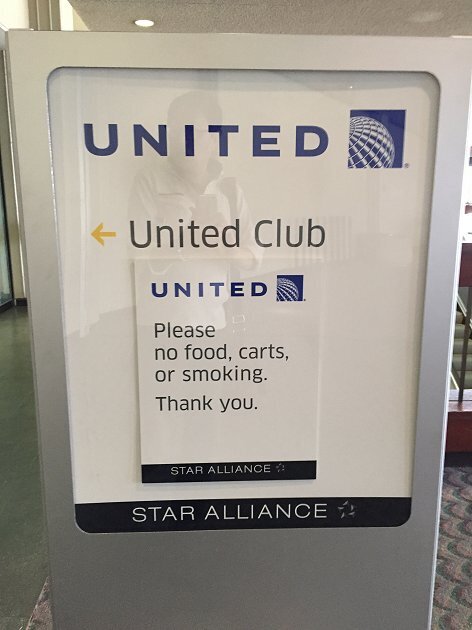 UNITED
← United Club
UNITED
Please
no food, carts,
or smoking.
Thank you.
STAR ALLIANCE
STAR ALLIANCE